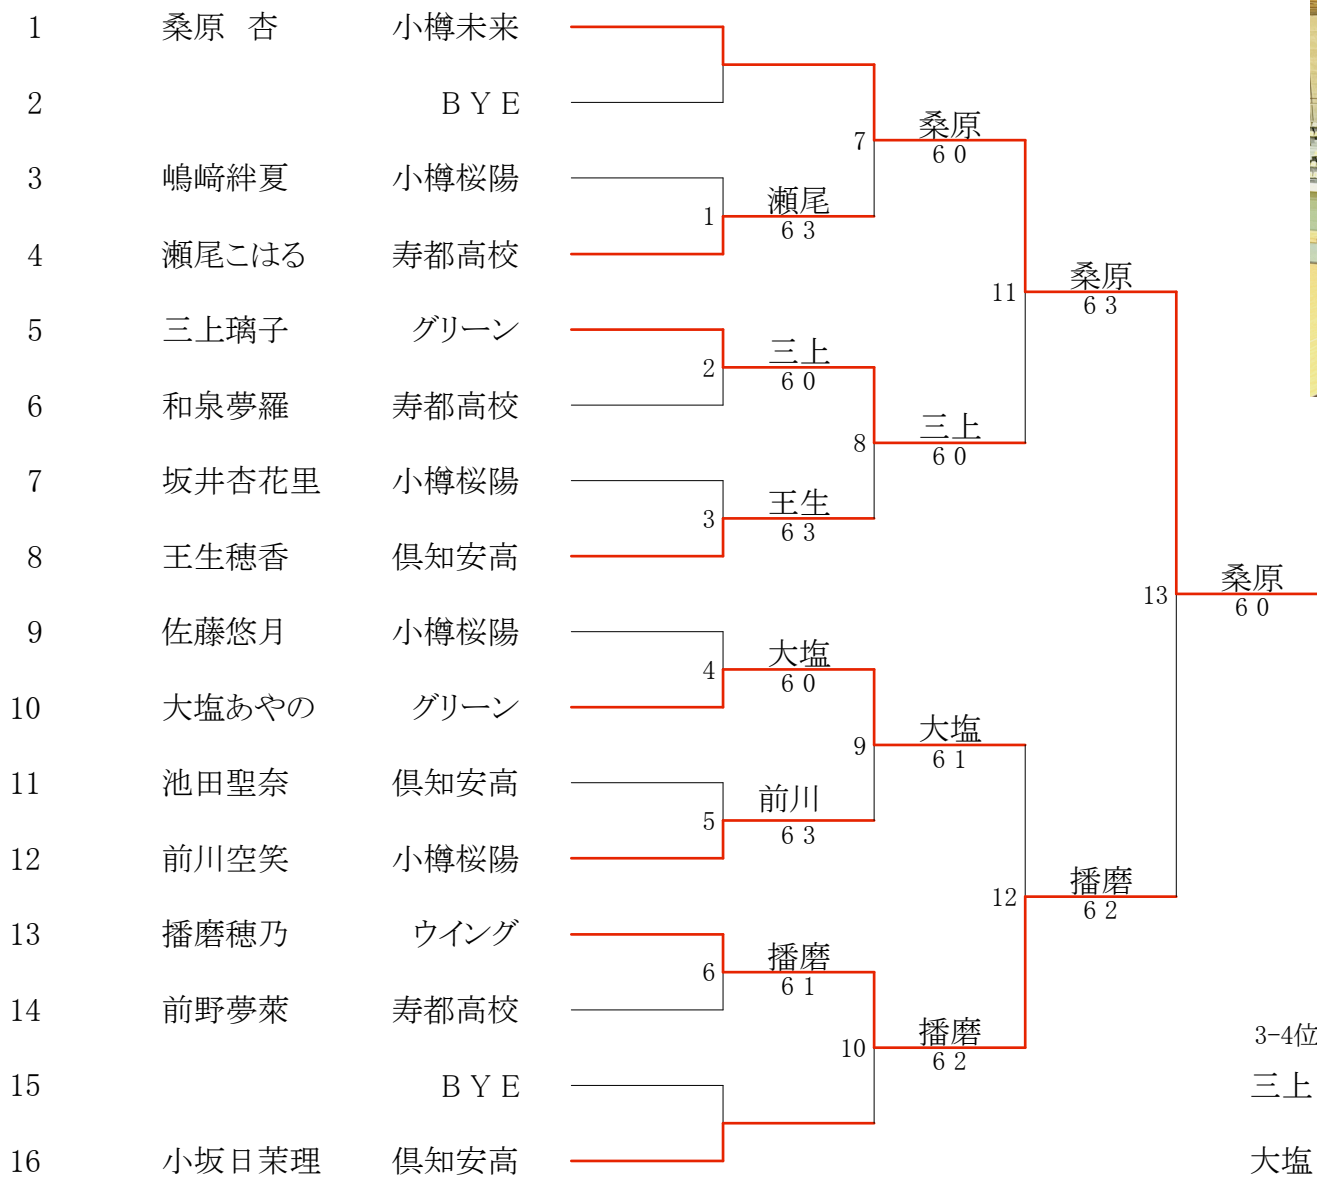 1 桑原 杏 小樽未来
2 ＢＹＥ
7 桑原
６０
3 嶋﨑絆夏 小樽桜陽
1 瀬尾
６３
4 瀬尾こはる 寿都高校
11 桑原
６３
5 三上璃子 グリーン
2 三上
６０
6 和泉夢羅 寿都高校
8 三上
６０
7 坂井杏花里 小樽桜陽
3 王生
６３
8 王生穂香 倶知安高
13 桑原
６０
9 佐藤悠月 小樽桜陽
4 大塩
６０
10 大塩あやの グリーン
9 大塩
６１
11 池田聖奈 倶知安高
5 前川
６３
12 前川空笑 小樽桜陽
12 播磨
６２
13 播磨穂乃 ウイング
6 播磨
６１
14 前野夢萊 寿都高校
10 播磨
６２
3-4位
15 ＢＹＥ
三上
16 小坂日茉理 倶知安高
大塩